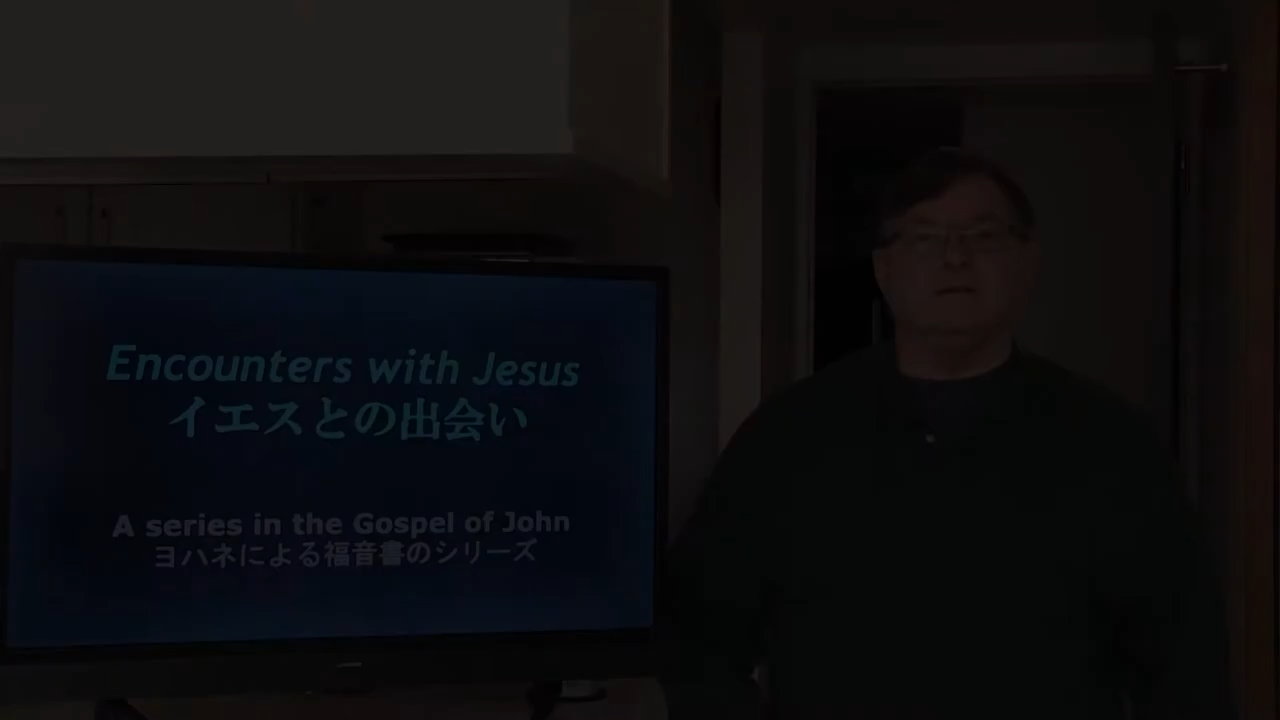 Encounters with Jesus
イエスとの出会い
A series in the Gospel of John
ヨハネによる福音書のシリーズ